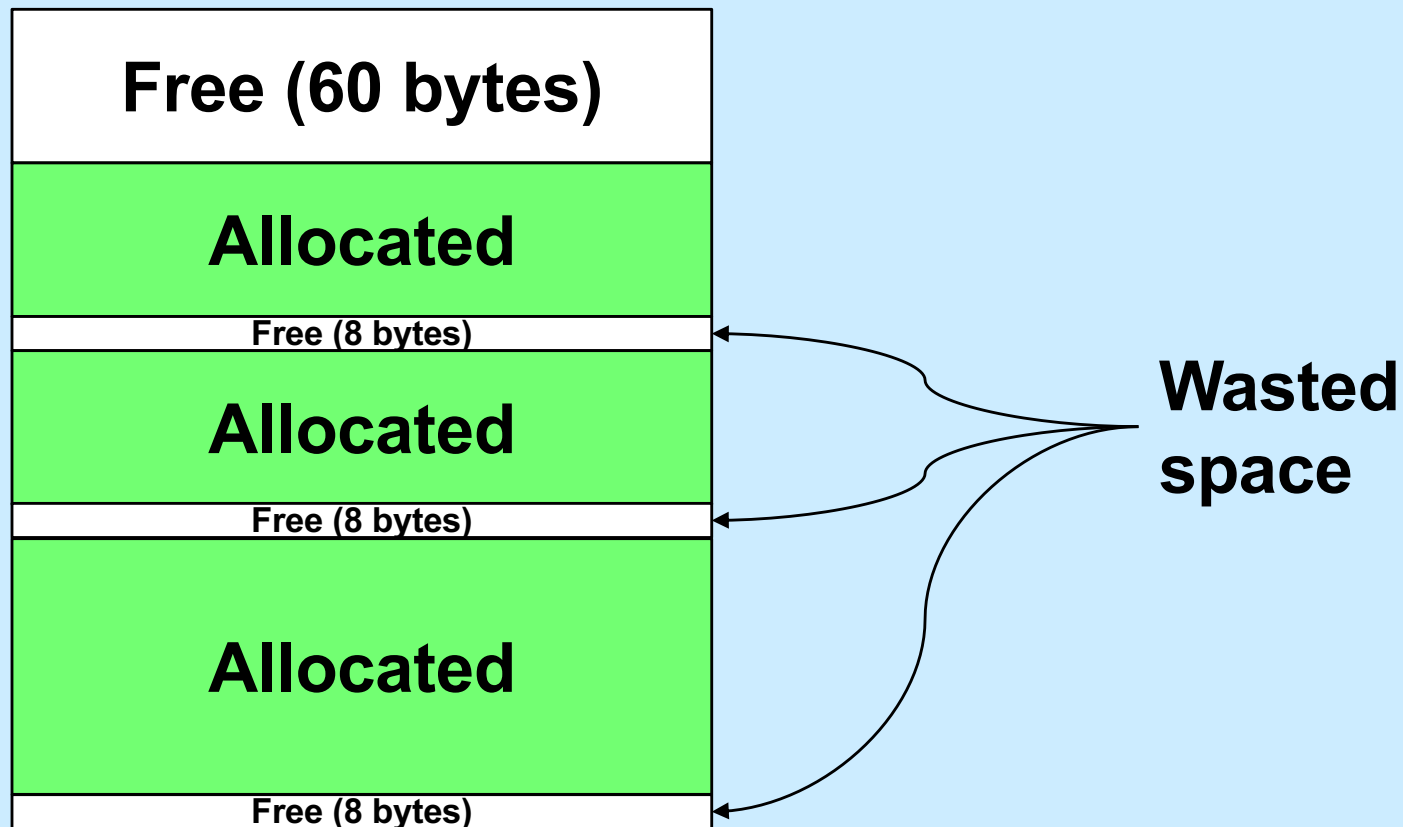 Free (60 bytes)
Allocated
Free (8 bytes)
Allocated
Free (8 bytes)
Allocated
Free (8 bytes)
Wasted
space